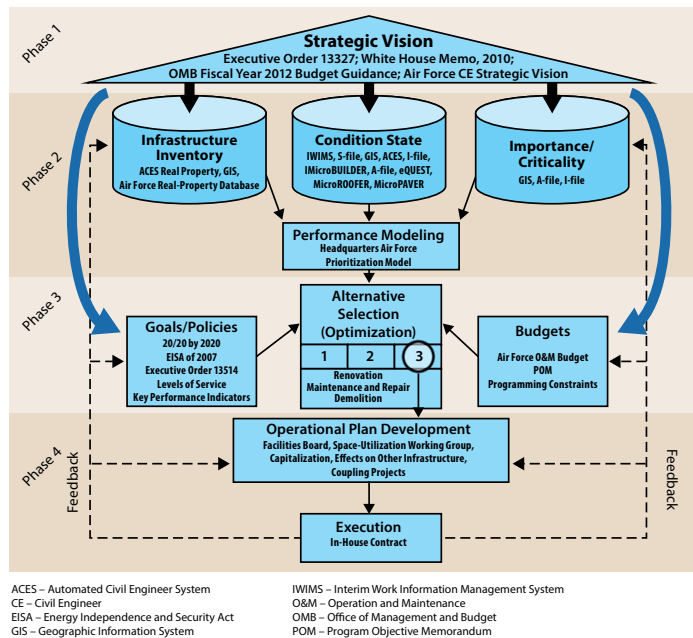 Phase 1
Strategic Vision
Executive Order 13327; White House Memo, 2010;
OMB Fiscal Year 2012 Budget Guidance; Air Force CE Strategic Vision
Phase 2
Infrastructure
Inventory
ACES Real Property, GIS,
Air Force Real-Property Database
Condition State
IWIMS, S-file, GIS, ACES, I-file,
IMicroBUILDER, A-file, eQUEST,
MicroROOFER, MicroPAVER
Importance/
Criticality
GIS, A-file, I-file
Performance Modeling
Headquarters Air Force
Prioritization Model
Phase 3
Goals/Policies
20/20 by 2020
EISA of 2007
Executive Order 13514
Levels of Service
Key Performance Indicators
Alternative
Selection
(Optimization)
1 2 3
Renovation
Maintenance and Repair
Demolition
Budgets
Air Force O&M Budget
POM
Programming Constraints
Phase 4
Operational Plan Development
Facilities Board, Space-Utilization Working Group,
Capitalization, Effects on Other Infrastructure,
Coupling Projects
Feedback
Feedback
Execution
In-House Contract
ACES – Automated Civil Engineer System
CE – Civil Engineer
EISA – Energy Independence and Security Act
GIS – Geographic Information System
IWIMS – Interim Work Information Management System
O&M – Operation and Maintenance
OMB – Office of Management and Budget
POM – Program Objective Memorandum